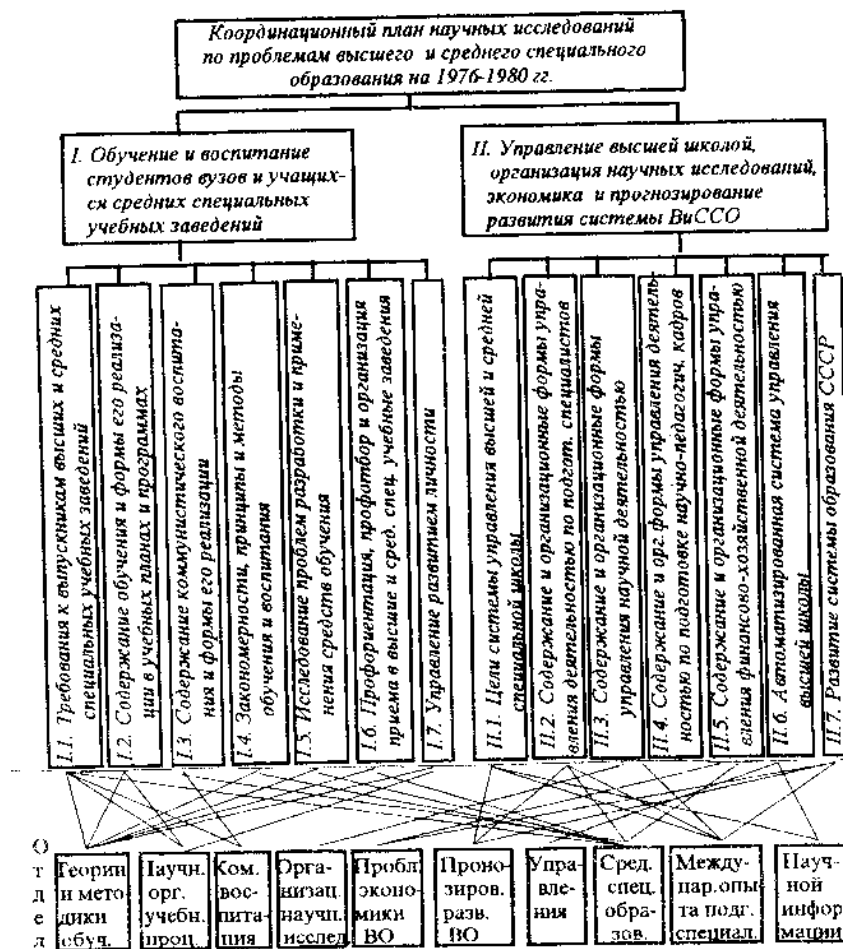 Координационный план научных исследований
по проблемам высшего и среднего специального
образования на 1976-1980 гг.
I. Обучение и воспитание
студентов вузов и учащих-
ся средних специальных
учебных заведений
II. Управление высшей школой,
организация научных исследований,
экономика и прогнозирование
развития системы ВиССО
I.1. Требования к выпускникам высших и средних
специальных учебных заведений
I.2. Содержание обучения и формы его реализа-
ции в учебных планах и программах
I.3. Содержание коммунистического воспита-
ния и формы его реализации
I.4. Закономерности, принципы и методы
обучения и воспитания
I.5. Исследование проблем разработки и приме-
нения средств обучения
I.6. Профориентация, профотбор и организация
приема в высшие и сред. спец. учебные заведения
I.7. Управление развитием личности
II.1. Цели системы управления высшей и средней
специальной школы
II.2. Содержание и организационные формы упра-
вления деятельностью по подгот. специалистов
II.3. Содержание и организационные формы
управления научной деятельностью
II.4. Содержание и орг.формы управления деятель-
ностью по подготовке научно-педагогич. кадров
II.5. Содержание и организационные формы упра-
вления финансово-хозяйственной деятельностью
II.6. Автоматизированная система управления
высшей школы
II.7. Развитие системы образования СССР
О
т
д
е
л
Теории
и мето
дики
обуч.
Научн.
орг.
учебн.
проц.
Ком.
вос-
пита-
ция
Орга-
низац.
научн.
исслед
Пробл.
эконо-
мики
ВО
Проно-
зиров.
разв.
ВО
Упра-
вле-
ния
Сред.
спец.
обра-
зов.
Между-
нар.опы-
та подг.
специал.
Науч-
ной
инфор
мации